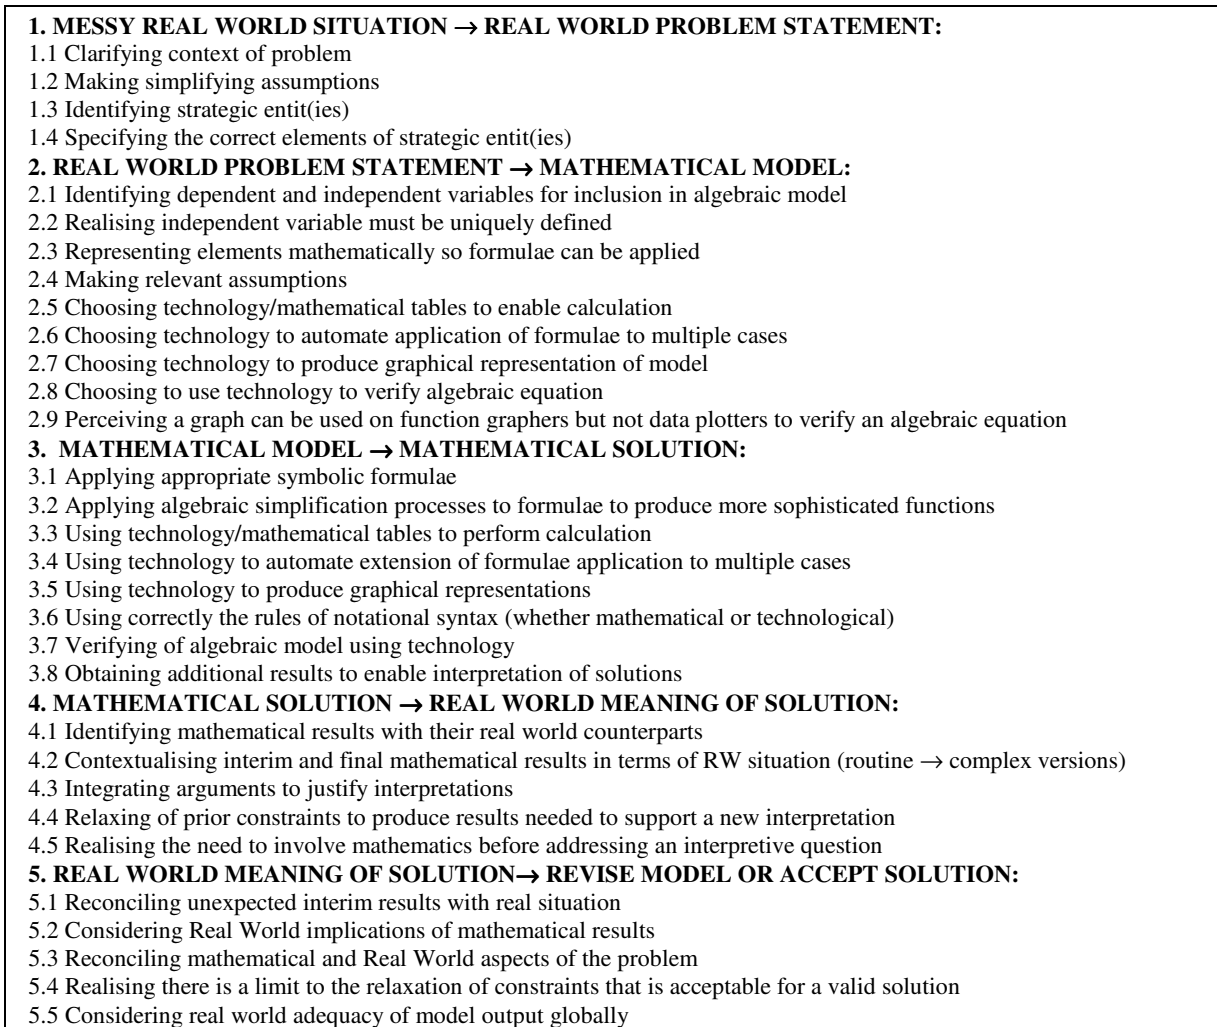 1. MESSY REAL WORLD SITUATION → REAL WORLD PROBLEM STATEMENT:
1.1 Clarifying context of problem
1.2 Making simplifying assumptions
1.3 Identifying strategic entit(ies)
1.4 Specifying the correct elements of strategic entit(ies)
2. REAL WORLD PROBLEM STATEMENT → MATHEMATICAL MODEL:
2.1 Identifying dependent and independent variables for inclusion in algebraic model
2.2 Realising independent variable must be uniquely defined
2.3 Representing elements mathematically so formulae can be applied
2.4 Making relevant assumptions
2.5 Choosing technology/mathematical tables to enable calculation
2.6 Choosing technology to automate application of formulae to multiple cases
2.7 Choosing technology to produce graphical representation of model
2.8 Choosing to use technology to verify algebraic equation
2.9 Perceiving a graph can be used on function graphers but not data plotters to verify an algebraic equation
3. MATHEMATICAL MODEL → MATHEMATICAL SOLUTION:
3.1 Applying appropriate symbolic formulae
3.2 Applying algebraic simplification processes to formulae to produce more sophisticated functions
3.3 Using technology/mathematical tables to perform calculation
3.4 Using technology to automate extension of formulae application to multiple cases
3.5 Using technology to produce graphical representations
3.6 Using correctly the rules of notational syntax (whether mathematical or technological)
3.7 Verifying of algebraic model using technology
3.8 Obtaining additional results to enable interpretation of solutions
4. MATHEMATICAL SOLUTION → REAL WORLD MEANING OF SOLUTION:
4.1 Identifying mathematical results with their real world counterparts
4.2 Contextualising interim and final mathematical results in terms of RW situation (routine → complex versions)
4.3 Integrating arguments to justify interpretations
4.4 Relaxing of prior constraints to produce results needed to support a new interpretation
4.5 Realising the need to involve mathematics before addressing an interpretive question
5. REAL WORLD MEANING OF SOLUTION→ REVISE MODEL OR ACCEPT SOLUTION:
5.1 Reconciling unexpected interim results with real situation
5.2 Considering Real World implications of mathematical results
5.3 Reconciling mathematical and Real World aspects of the problem
5.4 Realising there is a limit to the relaxation of constraints that is acceptable for a valid solution
5.5 Considering real world adequacy of model output globally